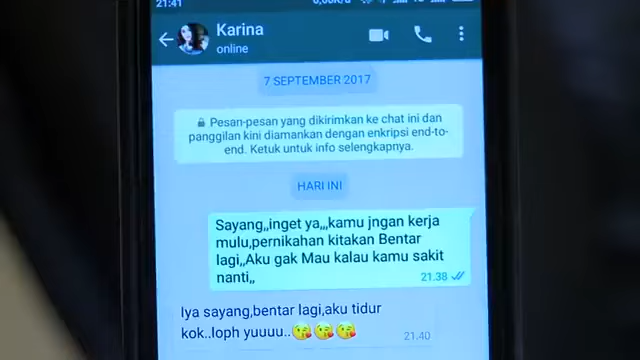 21:41
Karina
online
7 SEPTEMBER 2017
Pesan-pesan yang dikirimkan ke chat ini dan
panggilan kini diamankan dengan enkripsi end-to-
end. Ketuk untuk info selengkapnya.
HARI INI
Sayang,,inget ya,,,kamu jngan kerja
mulu,pernikahan kitakan Bentar
lagi,,Aku gak Mau kalau kamu sakit
nanti,,
21.38
Iya sayang,bentar lagi,aku tidur
kok..loph yuuuu..😘😘😘
21.40